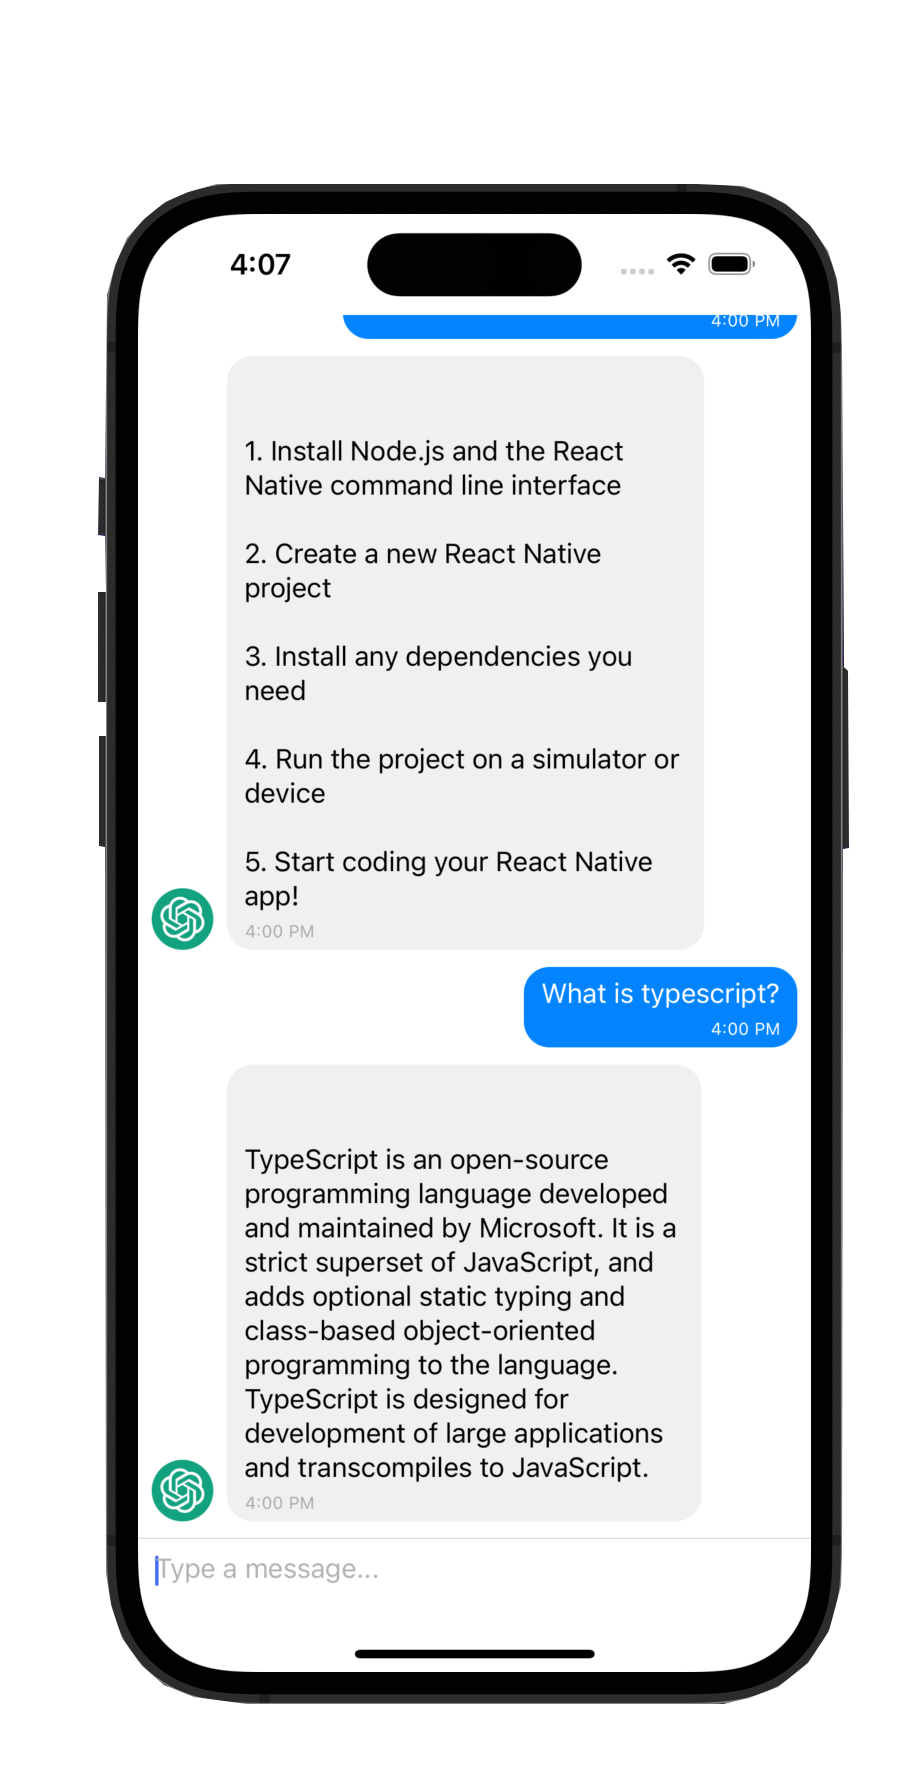 4:07
4:00 PM
1. Install Node.js and the React
Native command line interface
2. Create a new React Native
project
3. Install any dependencies you
need
4. Run the project on a simulator or
device
5. Start coding your React Native
app!
4:00 PM
What is typescript?
4:00 PM
TypeScript is an open-source
programming language developed
and maintained by Microsoft. It is a
strict superset of JavaScript, and
adds optional static typing and
class-based object-oriented
programming to the language.
TypeScript is designed for
development of large applications
and transcompiles to JavaScript.
4:00 PM
Type a message...